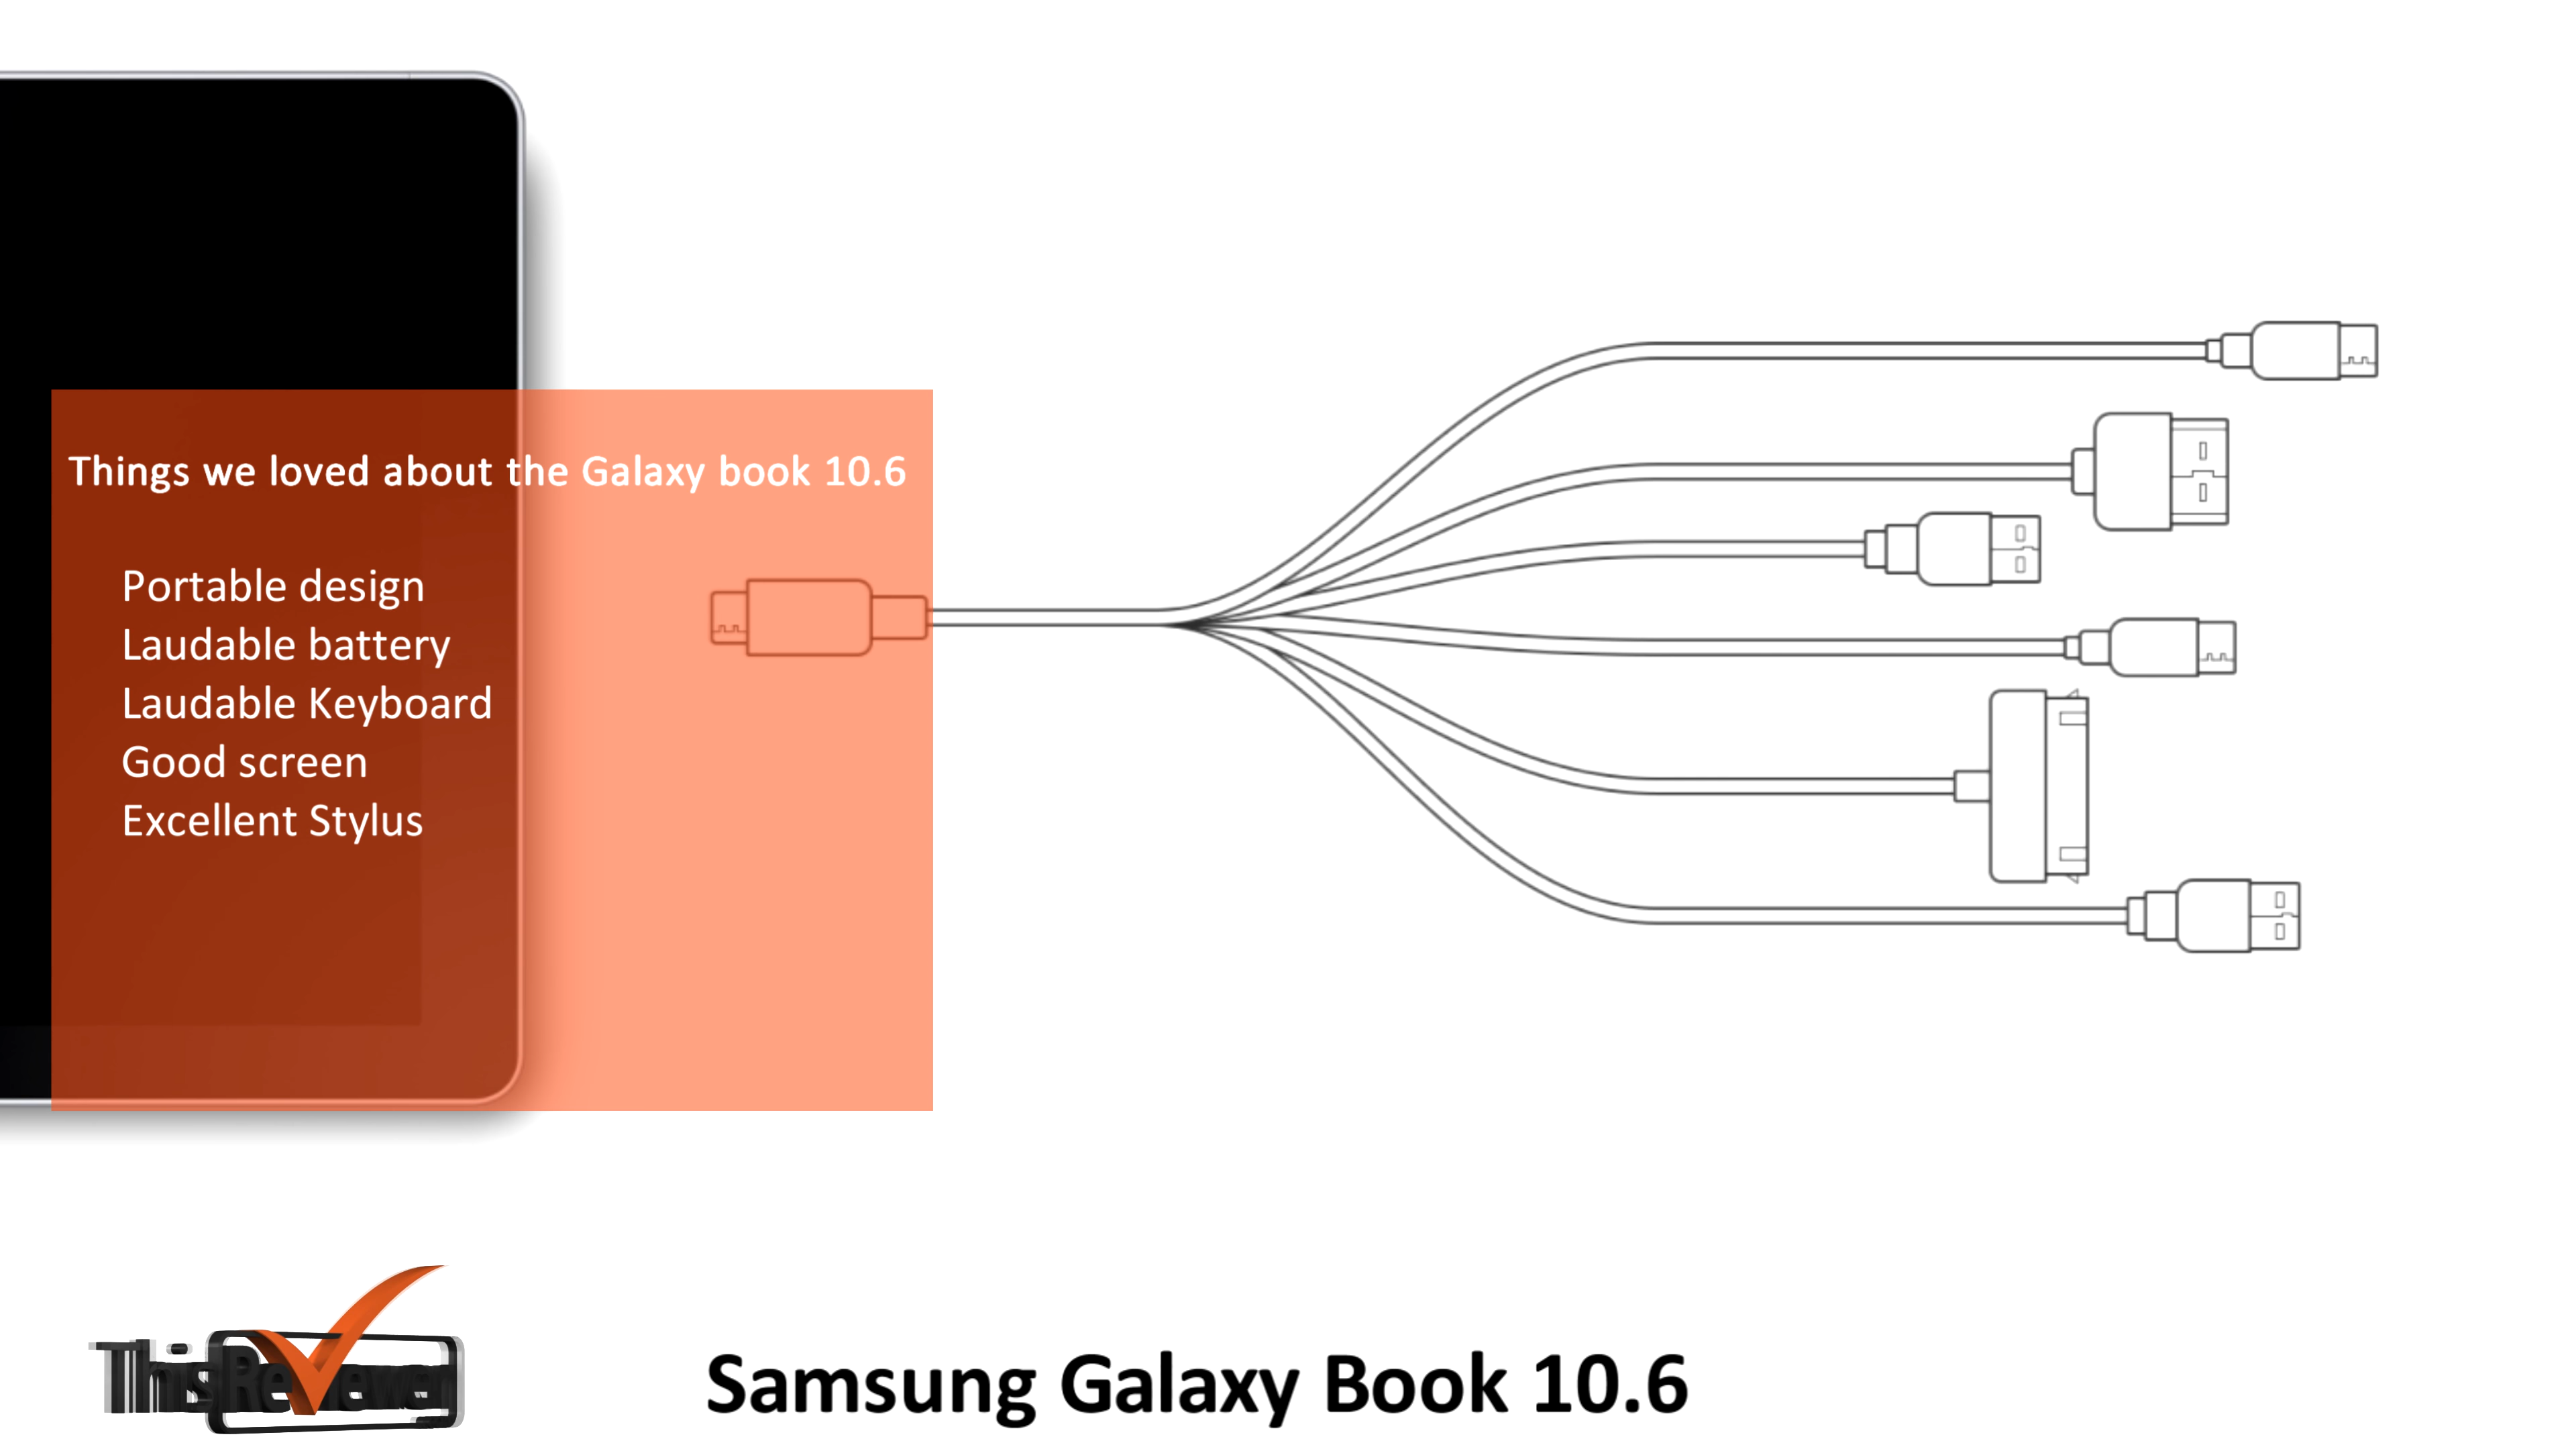 Things we loved about the Galaxy book 10.6
Portable design
Laudable battery
Laudable Keyboard
Good screen
Excellent Stylus
ThisReviewer
Samsung Galaxy Book 10.6